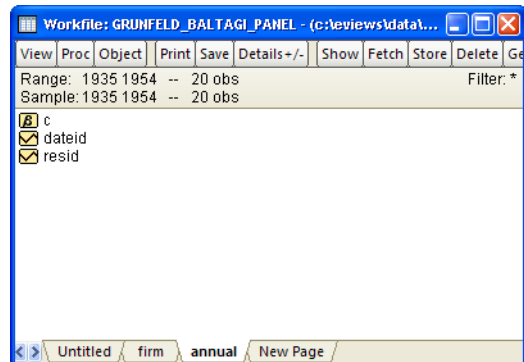 Workfile: GRUNFELD_BALTAGI_PANEL - (c:\eviews\data\...
View Proc Object Print Save Details+/- Show Fetch Store Delete Ge
Range: 1935 1954 -- 20 obs Filter: *
Sample: 1935 1954 -- 20 obs
β c
dateid
resid
Untitled firm annual New Page